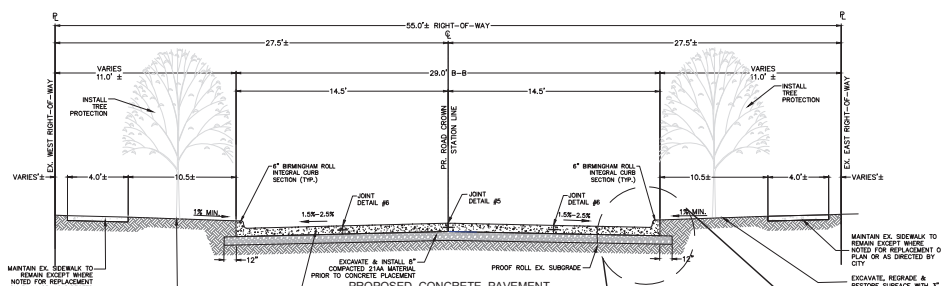 PL
PL
55.0'± RIGHT-OF-WAY
27.5'±
CL
27.5'±
VARIES
11.0' ±
29.0' B-B
VARIES
11.0' ±
14.5'
14.5'
INSTALL
TREE
PROTECTION
INSTALL
TREE
PROTECTION
EX. WEST RIGHT-OF-WAY
PR. ROAD CROWN
STATION LINE
EX. EAST RIGHT-OF-WAY
VARIES'±
4.0'±
10.5±
6" BIRMINGHAM ROLL
INTEGRAL CURB
SECTION (TYP.)
6" BIRMINGHAM ROLL
INTEGRAL CURB
SECTION (TYP.)
10.5±
4.0'±
VARIES'±
1% MIN.
1.5%-2.5%
JOINT
DETAIL #6
JOINT
DETAIL #5
JOINT
DETAIL #6
1.5%-2.5%
1% MIN.
12"
EXCAVATE & INSTALL 8"
COMPACTED 21AA MATERIAL
PRIOR TO CONCRETE PLACEMENT
PROOF ROLL EX. SUBGRADE
12"
MAINTAIN EX. SIDEWALK TO
REMAIN EXCEPT WHERE
NOTED FOR REPLACEMENT
MAINTAIN EX. SIDEWALK TO
REMAIN EXCEPT WHERE
NOTED FOR REPLACEMENT O
PLAN OR AS DIRECTED BY
CITY
EXCAVATE, REGRADE &
RESTORE SURFACE WITH 3"
PROPOSED CONCRETE PAVEMENT